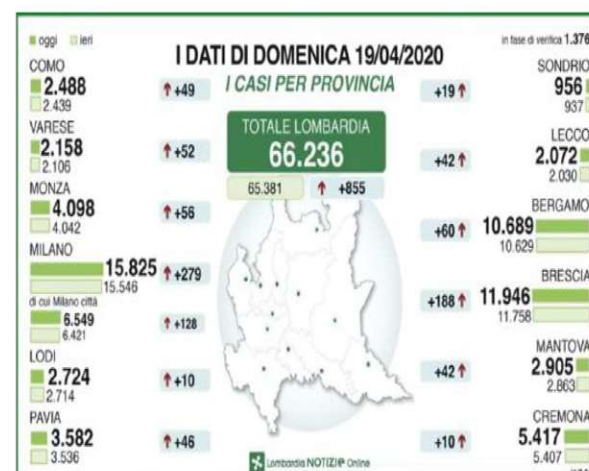 oggi ieri
I DATI DI DOMENICA 19/04/2020
in fase di verifica 1.376
I CASI PER PROVINCIA
COMO
2.488
2.439
+49
VARESE
2.158
2.106
+52
MONZA
4.098
4.042
+56
MILANO
15.825
15.546
+279
di cui Milano città
6.549
6.421
+128
LODI
2.724
2.714
+10
PAVIA
3.582
3.536
+46
TOTALE LOMBARDIA
66.236
65.381 +855
SONDRIO
+19
956
937
LECCO
+42
2.072
2.030
BERGAMO
+60
10.689
10.629
BRESCIA
+188
11.946
11.758
MANTOVA
+42
2.905
2.863
CREMONA
+10
5.417
5.407
Lombardia NOTIZIE Online